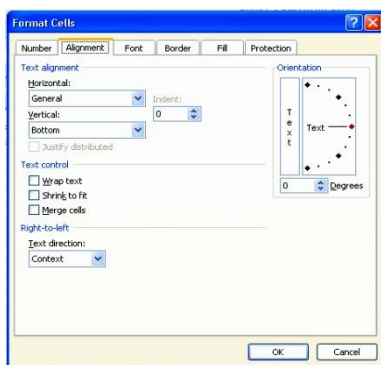 Format Cells
Number Alignment Font Border Fill Protection
Text alignment
Horizontal:
General
Indent:
Vertical:
0
Bottom
Justify distributed
Text control
Wrap text
Shrink to fit
Merge cells
Right-to-left
Text direction:
Context
Orientation
T
e
x
t
Text
0 Degrees
OK Cancel